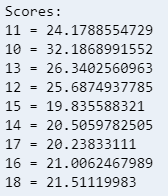 Scores:
11 = 24.1788554729
10 = 32.1868991552
13 = 26.3402560963
12 = 25.6874937785
15 = 19.835588321
14 = 20.5059782505
17 = 20.23833111
16 = 21.0062467989
18 = 21.51119983